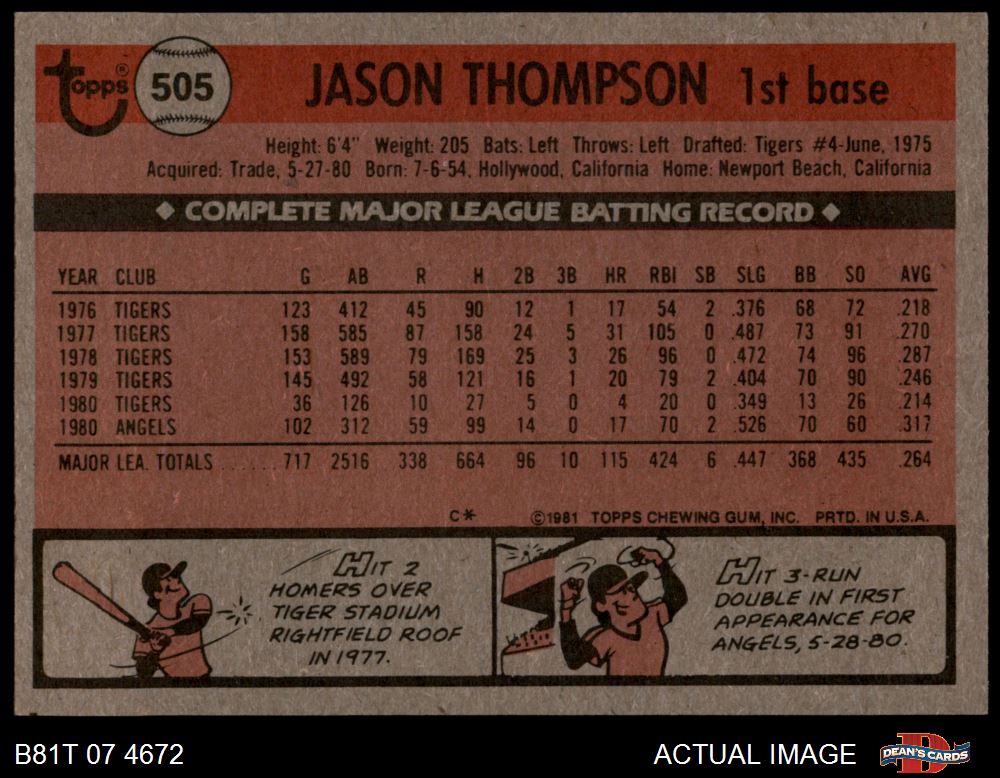 topps® 505 JASON THOMPSON 1st base
Height: 6'4" Weight: 205 Bats: Left Throws: Left Drafted: Tigers #4-June, 1975
Acquired: Trade, 5-27-80 Born: 7-6-54, Hollywood, California Home: Newport Beach, California
◆ COMPLETE MAJOR LEAGUE BATTING RECORD ◆
YEAR CLUB G AB R H 2B 3B HR RBI SB SLG BB SO AVG
1976 TIGERS 123 412 45 90 12 1 17 54 2 .376 68 72 .218
1977 TIGERS 158 585 87 158 24 5 31 105 0 .487 73 91 .270
1978 TIGERS 153 589 79 169 25 3 26 96 0 .472 74 96 .287
1979 TIGERS 145 492 58 121 16 1 20 79 2 .404 70 90 .246
1980 TIGERS 36 126 10 27 5 0 4 20 0 .349 13 26 .214
1980 ANGELS 102 312 59 99 14 0 17 70 2 .526 70 60 .317
MAJOR LEA. TOTALS ...... 717 2516 338 664 96 10 115 424 6 .447 368 435 .264
C* ©1981 TOPPS CHEWING GUM, INC. PRTD. IN U.S.A.
HIT 2
HOMERS OVER
TIGER STADIUM
RIGHTFIELD ROOF
IN 1977.
HIT 3-RUN
DOUBLE IN FIRST
APPEARANCE FOR
ANGELS, 5-28-80.
B81T 07 4672 ACTUAL IMAGE D DEAN'S CARDS